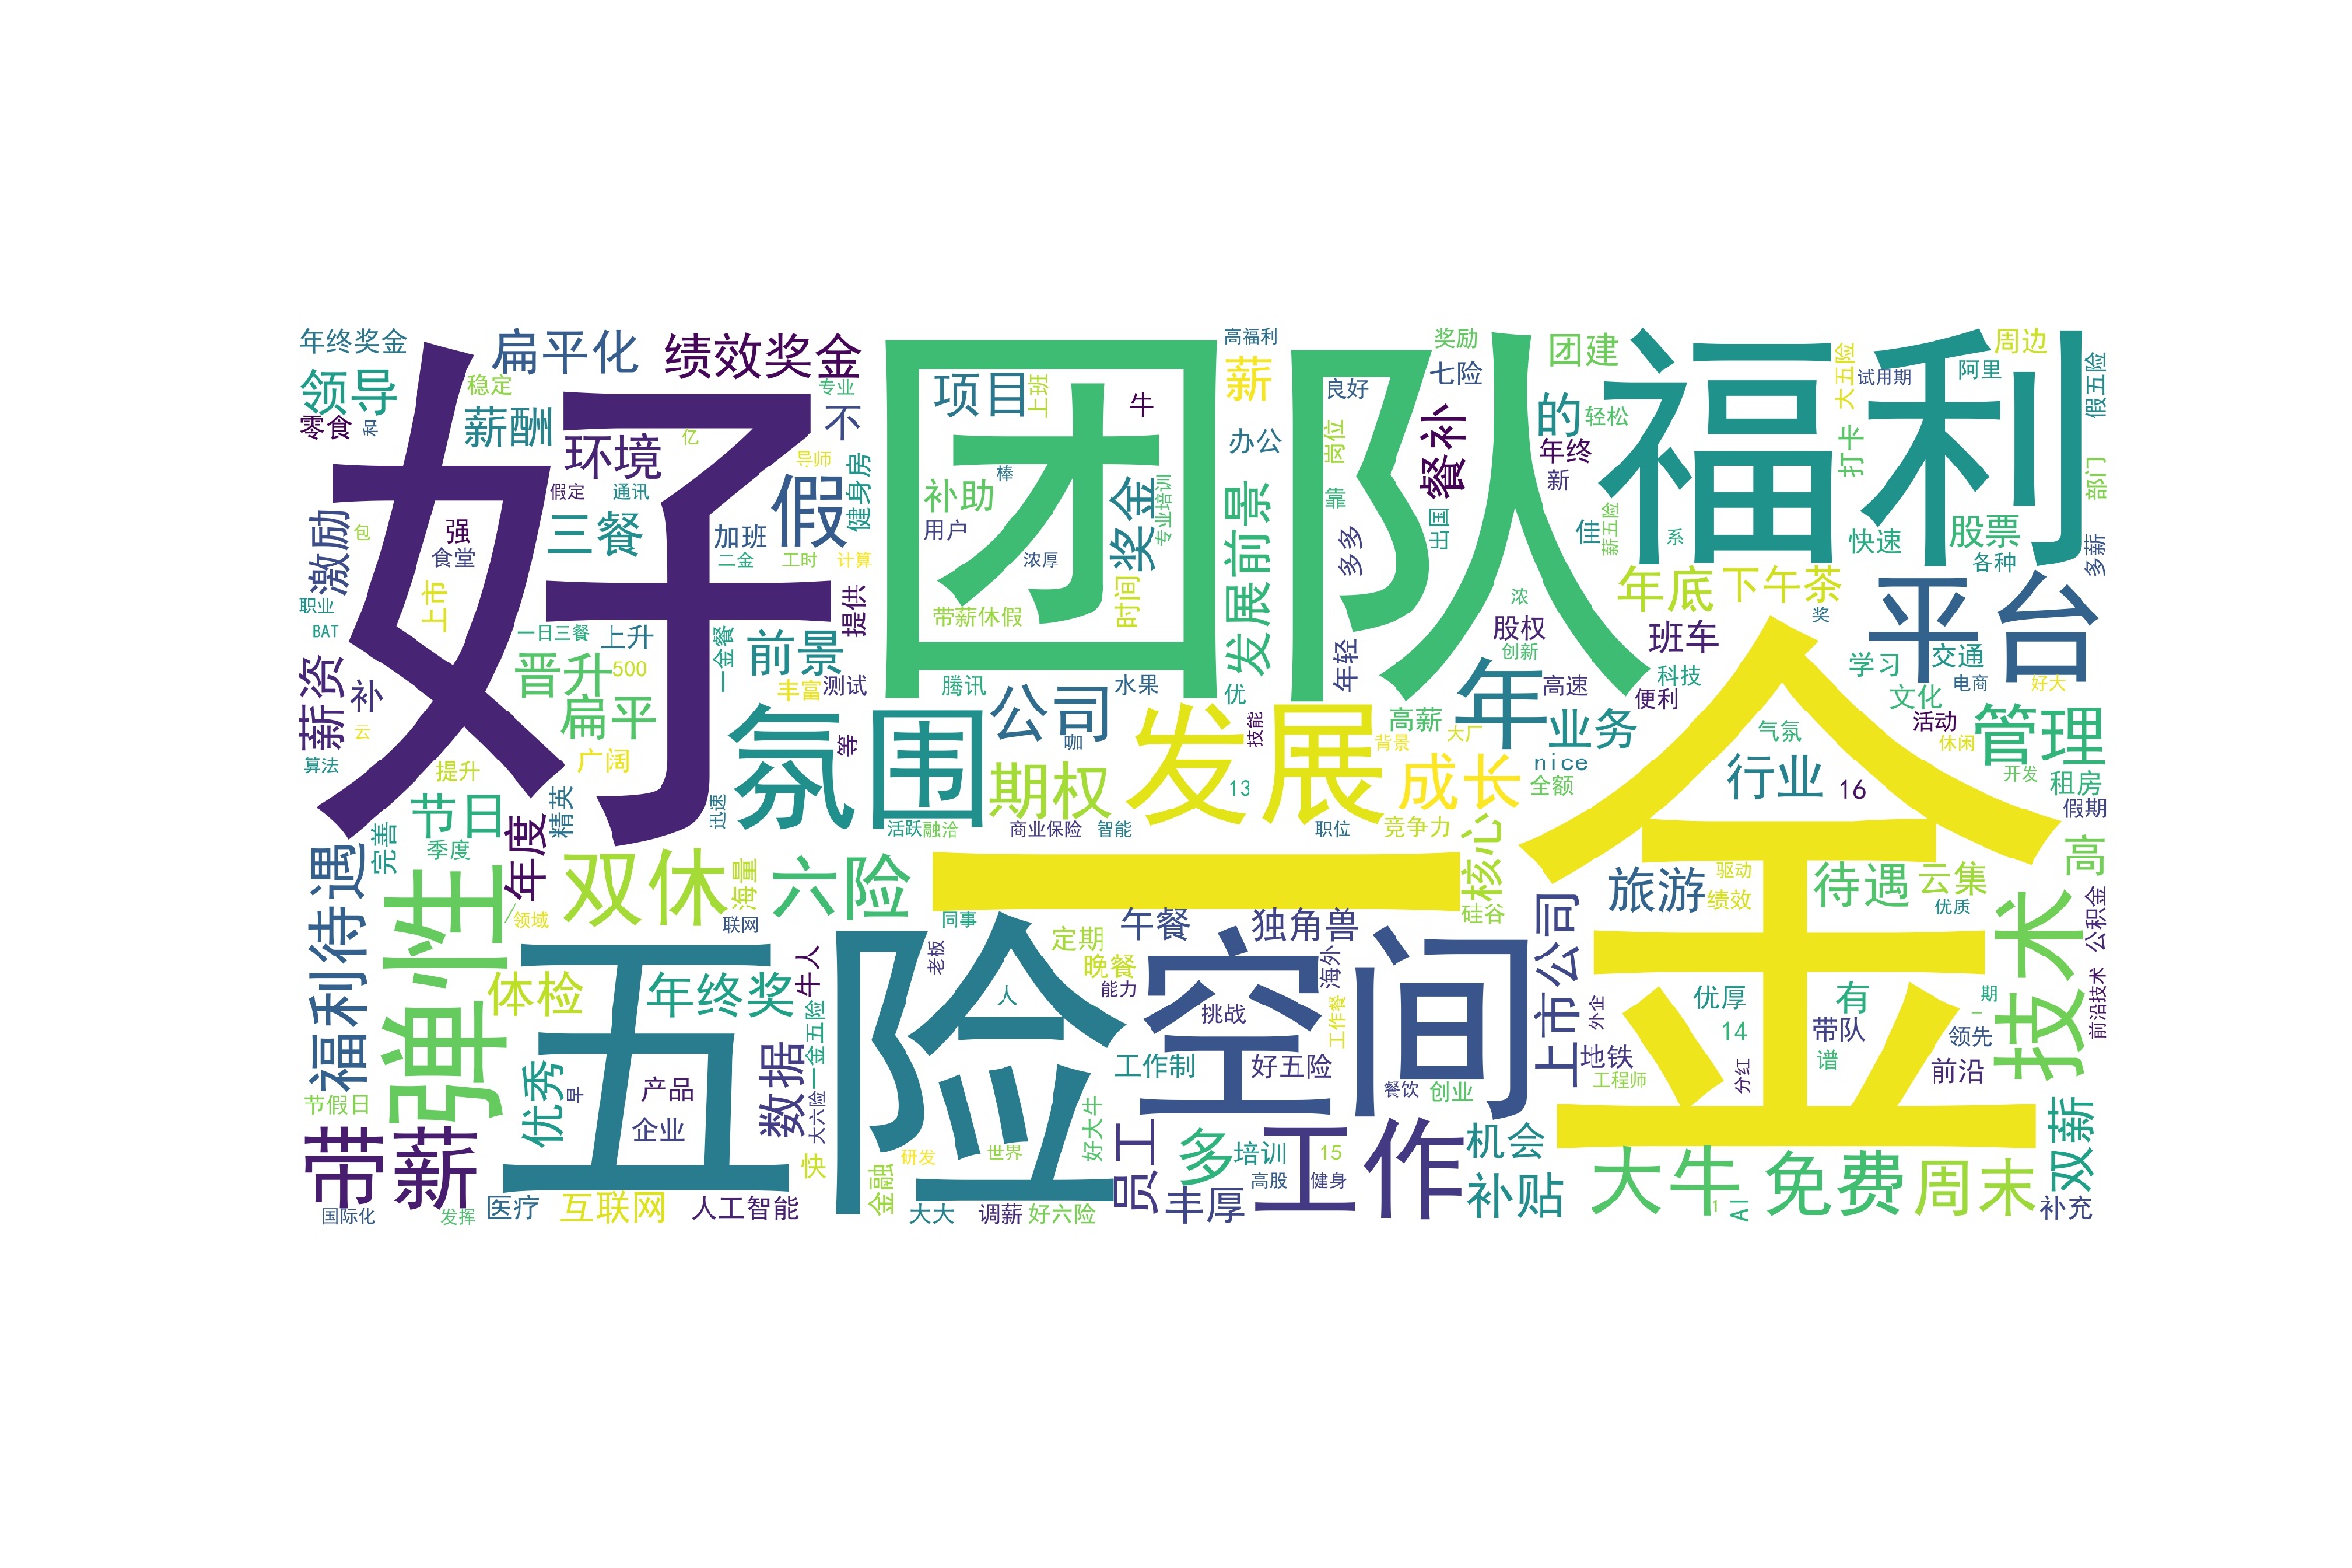 好
团队
福利
一金
五险
发展
空间
氛围
弹性
平台
技术
工作
带薪
年
双休
六险
假
管理
大牛
免费
周末
福利待遇
上市公司
年终奖金
扁平化
绩效奖金
领导
零食
和
稳定
薪酬
环境
专业
不
亿
导师
假定
通讯
健身房
激励
包
强
食堂
三餐
加班
二金
工时
计算
上市
职业
BAT
一日三餐
上升
提供
一金餐
前景
薪资
补
云
算法
晋升
500
扁平
广阔
丰富
测试
等
提升
节日
完善
季度
年度
精英
迅速
海量
领域
联网
高福利
奖励
项目
上班
牛
薪
良好
七险
团建
的
轻松
年终
新
办公
岗位
餐补
棒
补助
用户
浓厚
奖金
专业培训
靠
多多
发展前景
出国
佳
薪五险
系
带薪休假
时间
浓
股权
创新
年轻
腾讯
水果
优
公司
咖
技能
期权
13
背景
大厂
高薪
成长
业务
高速
nice
全额
便利
活跃
融洽
商业保险
智能
职位
竞争力
核心
硅谷
周边
大五险
试用期
阿里
假五险
打卡
部门
快速
股票
各种
多薪
年底
下午茶
奖
班车
科技
学习
交通
文化
电商
好大
活动
休闲
气氛
开发
租房
假期
行业
16
高
旅游
驱动
绩效
待遇
云集
优质
公积金
优厚
14
有
期
一
带队
谱
领先
前沿
前沿技术
地铁
工程师
外企
分红
双薪
补充
AI
1
体检
年终奖
牛人
一金五险
大六险
老板
同事
人
定期
晚餐
能力
午餐
独角兽
海外
工作餐
挑战
工作制
好五险
餐饮
创业
节假日
优秀
早
产品
企业
数据
快
金融
研发
世界
好大牛
国际化
发挥
医疗
互联网
人工智能
大大
调薪
好六险
员工
多
丰厚
培训
高股
15
健身
机会
补贴